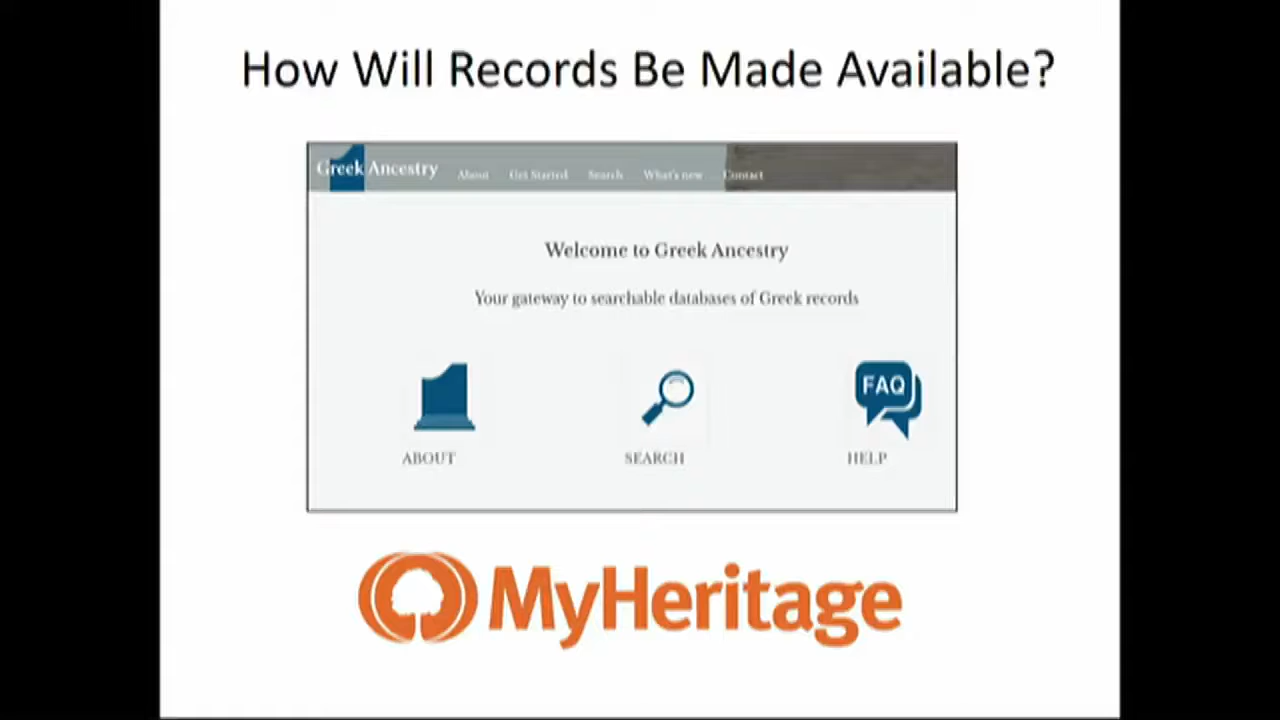 How Will Records Be Made Available?
Greek Ancestry About Get Started Search What's new Contact
Welcome to Greek Ancestry
Your gateway to searchable databases of Greek records
FAQ
ABOUT SEARCH HELP
MyHeritage